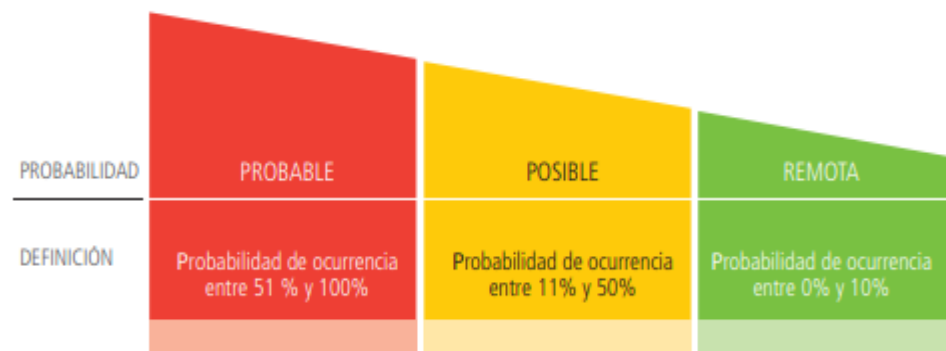 PROBABILIDAD
PROBABLE
POSIBLE
REMOTA
DEFINICIÓN
Probabilidad de ocurrencia
entre 51 % y 100%
Probabilidad de ocurrencia
entre 11% y 50%
Probabilidad de ocurrencia
entre 0% y 10%